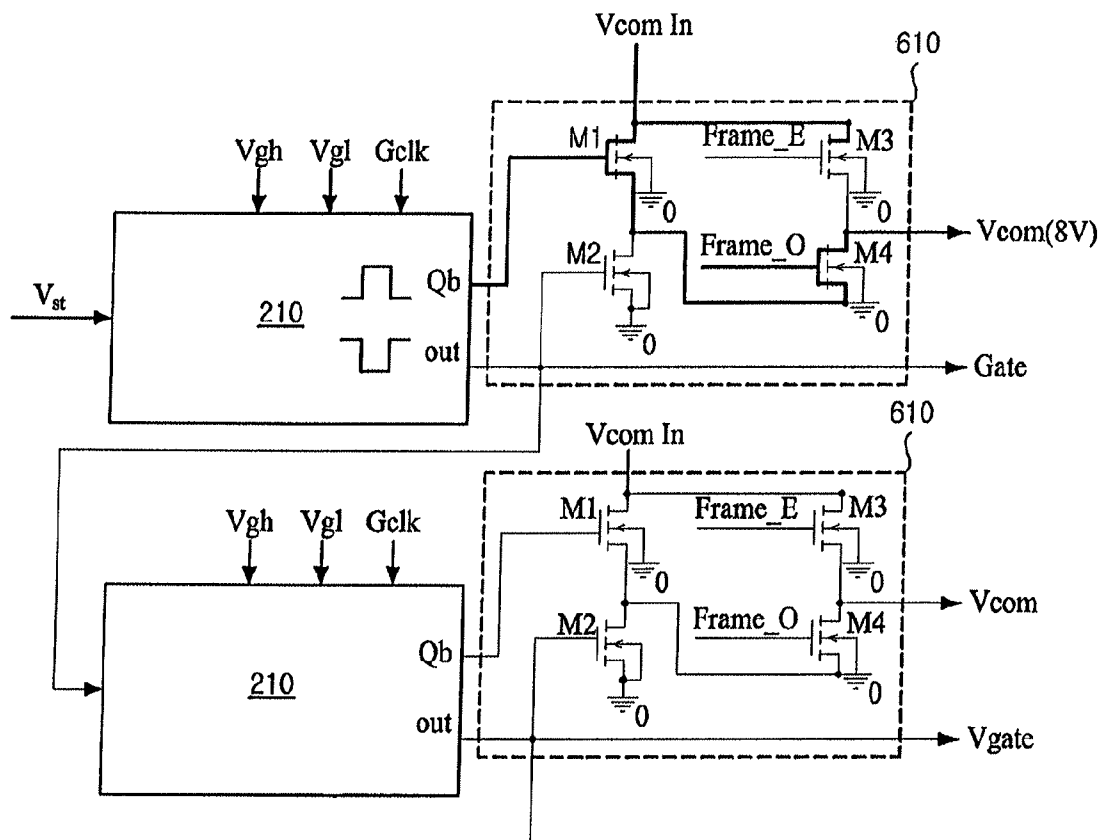 Vcom In
610
Vgh
Vgl
Gclk
M1
Frame_E
M3
0
0
Vst
Qb
210
out
M2
Frame_O
M4
Vcom(8V)
0
0
Gate
Vcom In
610
Vgh
Vgl
Gclk
M1
Frame_E
M3
0
0
Qb
210
out
M2
Frame_O
M4
Vcom
0
0
Vgate